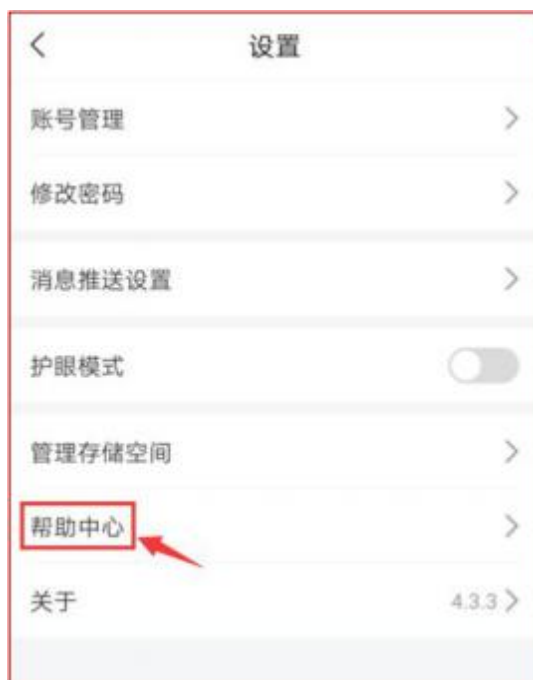 设置
账号管理
修改密码
消息推送设置
护眼模式
管理存储空间
帮助中心
关于 4.3.3